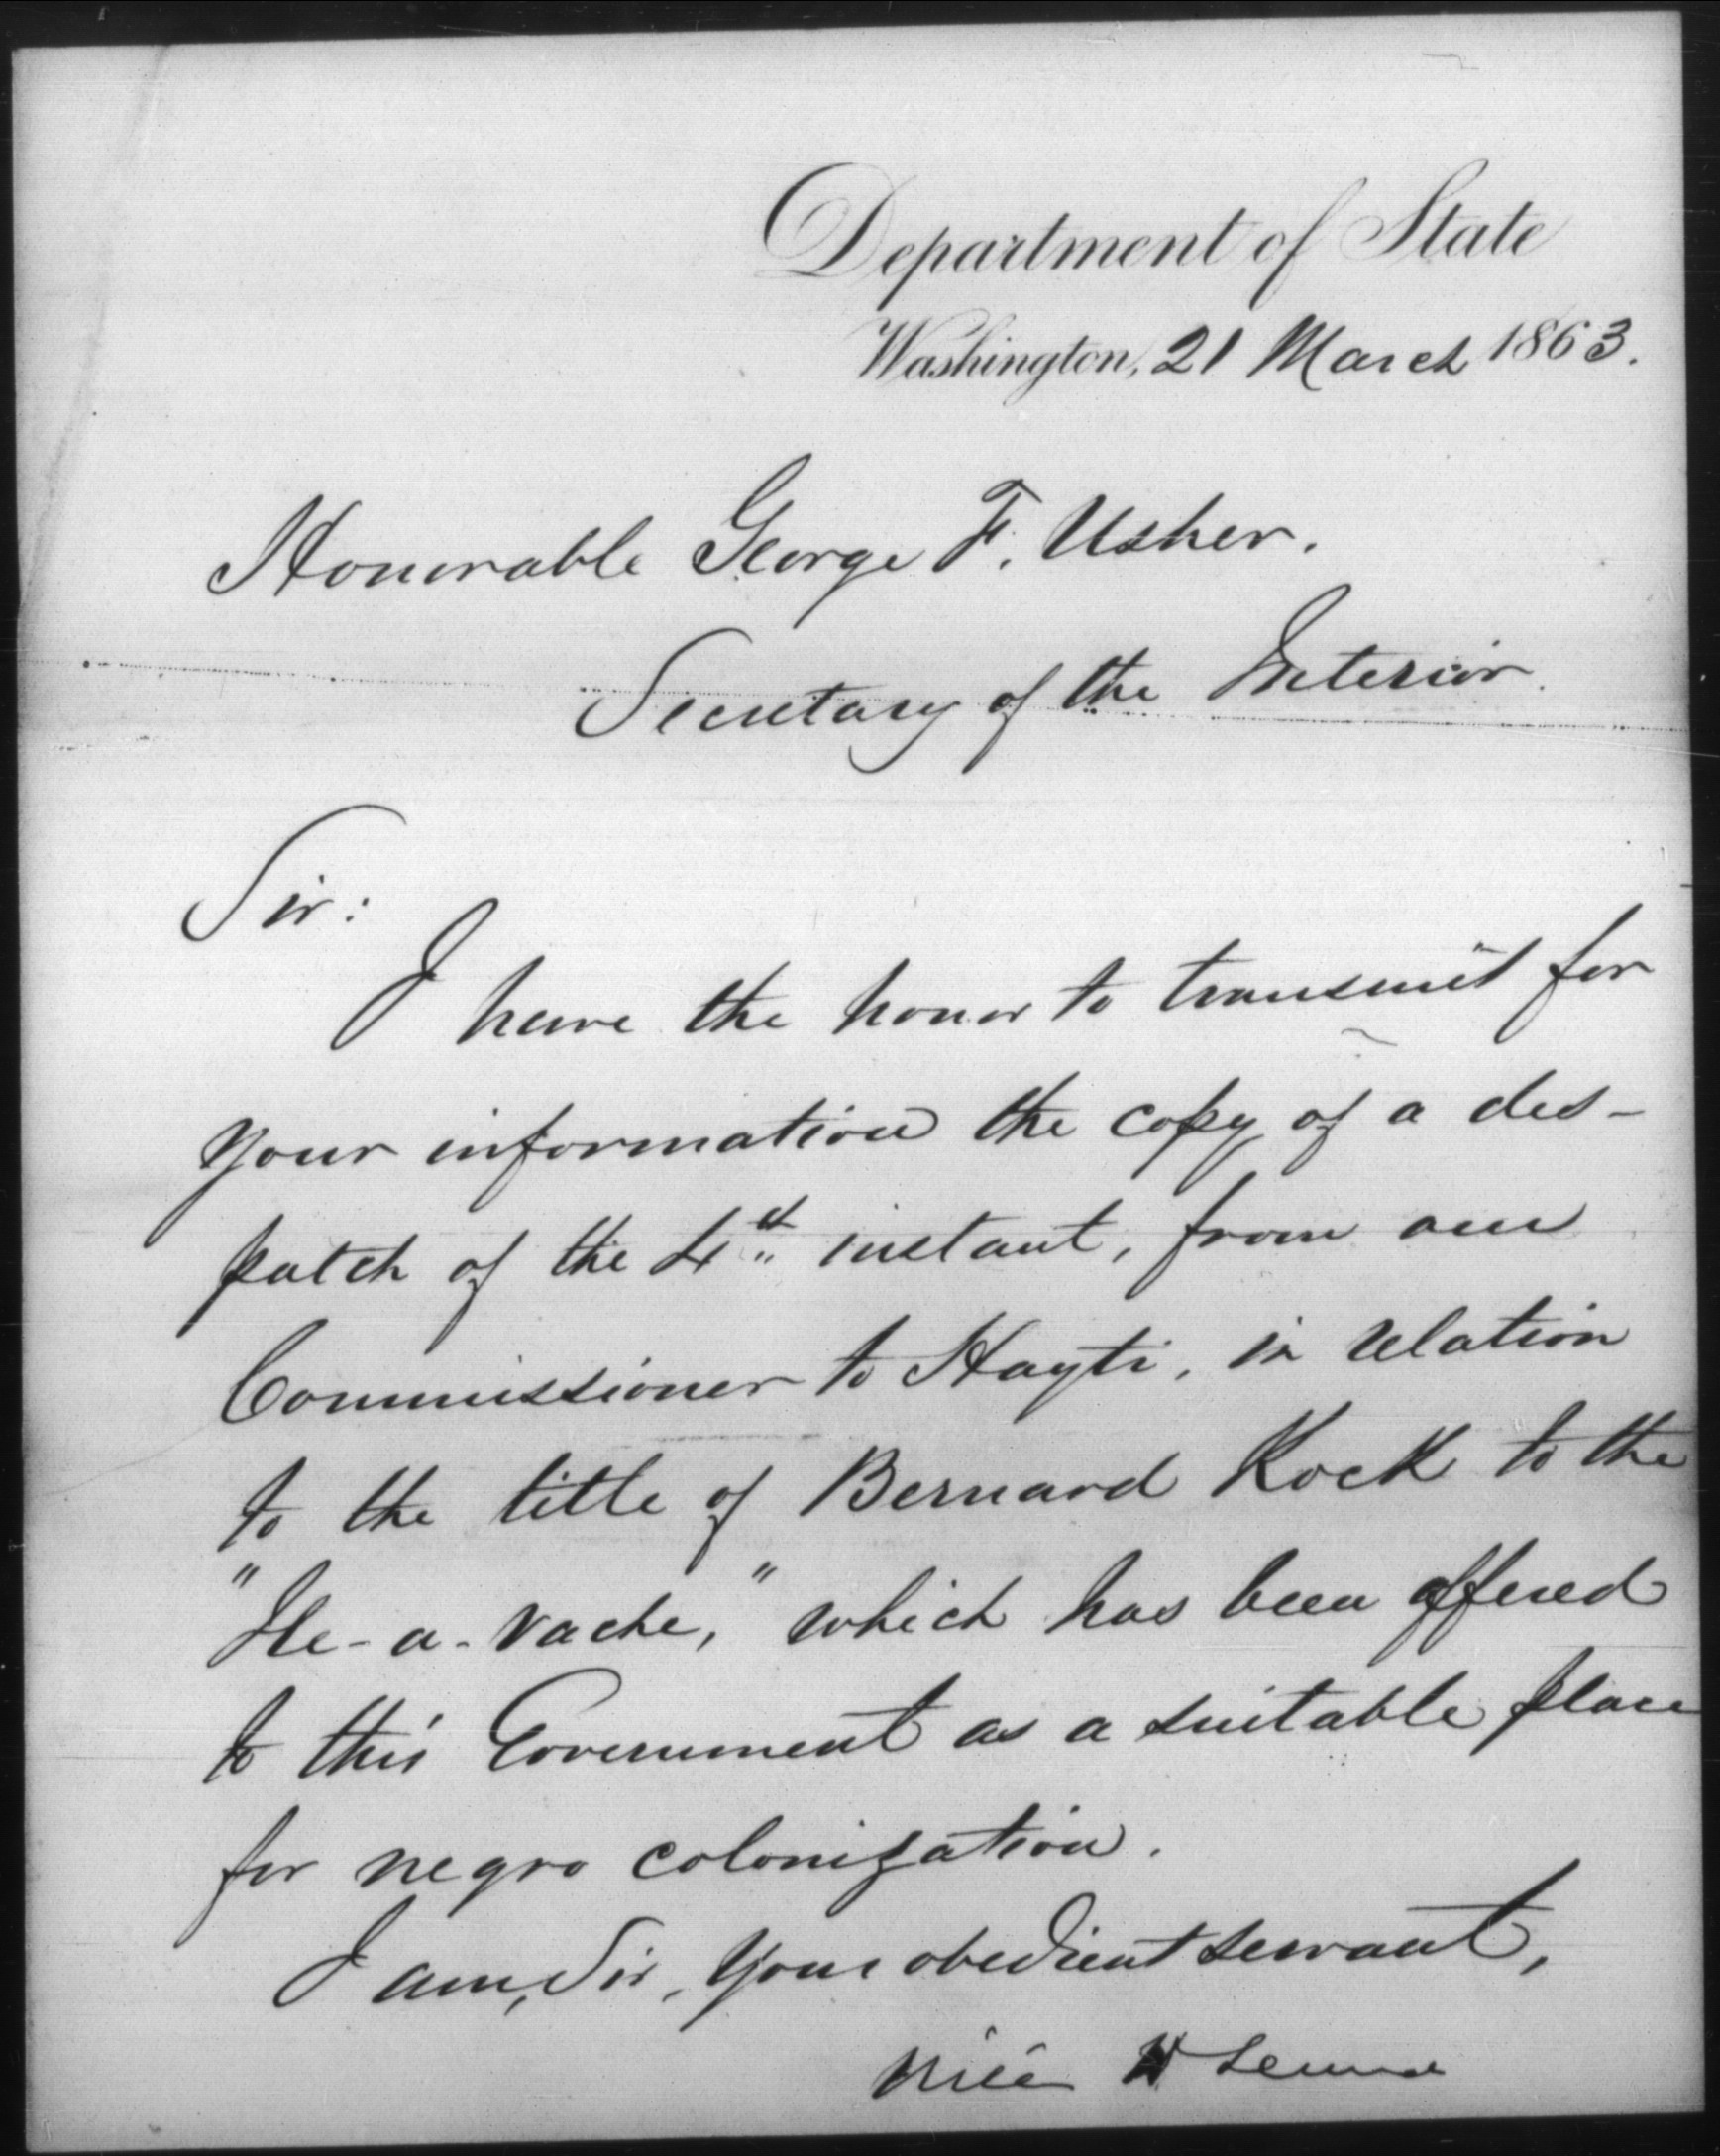 Department of State
Washington, 21 March 1863.
Honorable George F. Usher.
Secretary of the Interior.
Sir:
I have the honor to transmit for
your information the copy of a des-
patch of the 4th instant, from our
Commissioner to Hayti, in relation
to the title of Bernard Kock to the
"Ile-a-vache," which has been offered
to this Government as a suitable place
for negro colonization.
I am, Sir, your obedient servant,
William H Seward